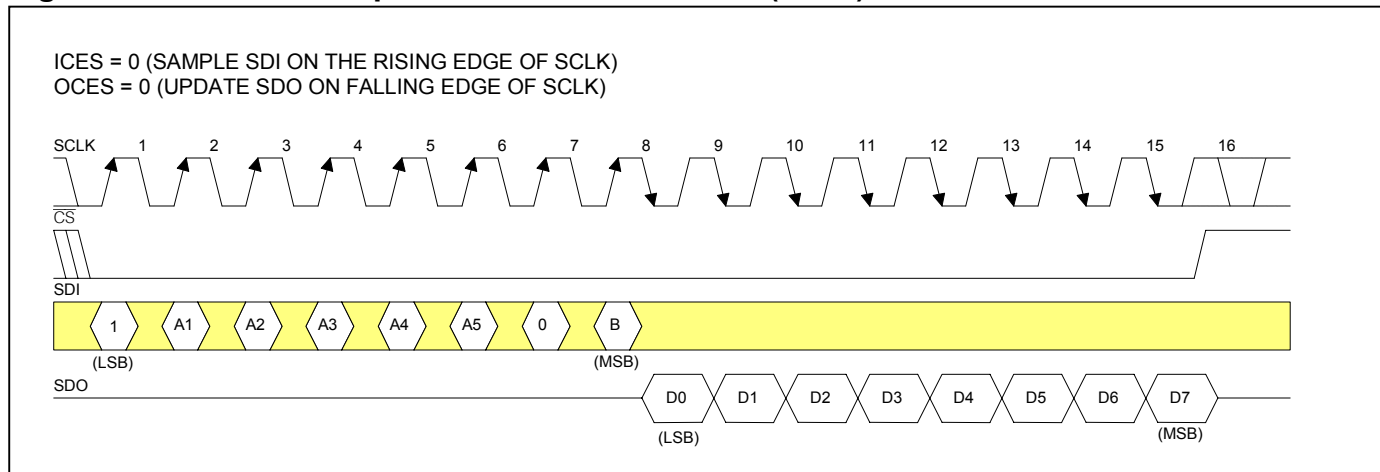 ICES = 0 (SAMPLE SDI ON THE RISING EDGE OF SCLK)
OCES = 0 (UPDATE SDO ON FALLING EDGE OF SCLK)
SCLK 1 2 3 4 5 6 7 8 9 10 11 12 13 14 15 16
CS
SDI
1 A1 A2 A3 A4 A5 0 B
(LSB) (MSB)
SDO
D0 D1 D2 D3 D4 D5 D6 D7
(LSB) (MSB)